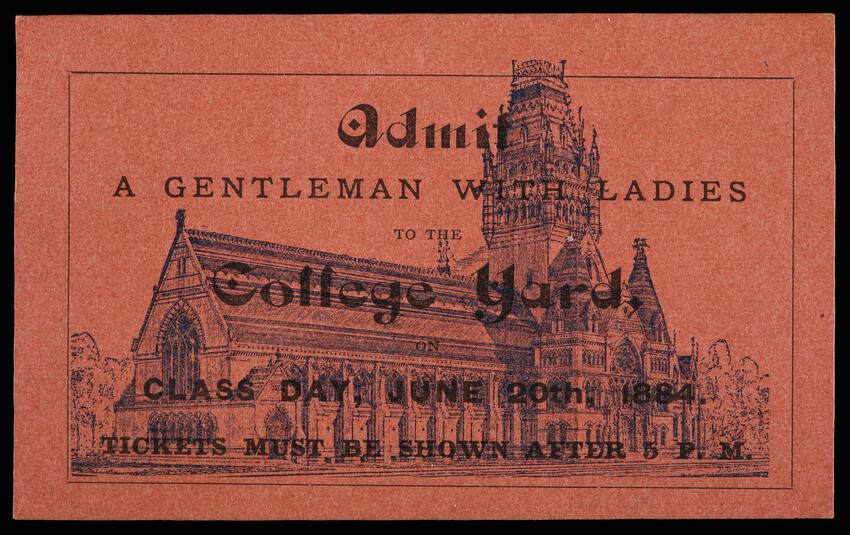 Admit
A GENTLEMAN WITH LADIES
TO THE
College Yard,
ON
CLASS DAY, JUNE 20th, 1884.
TICKETS MUST BE SHOWN AFTER 5 P. M.